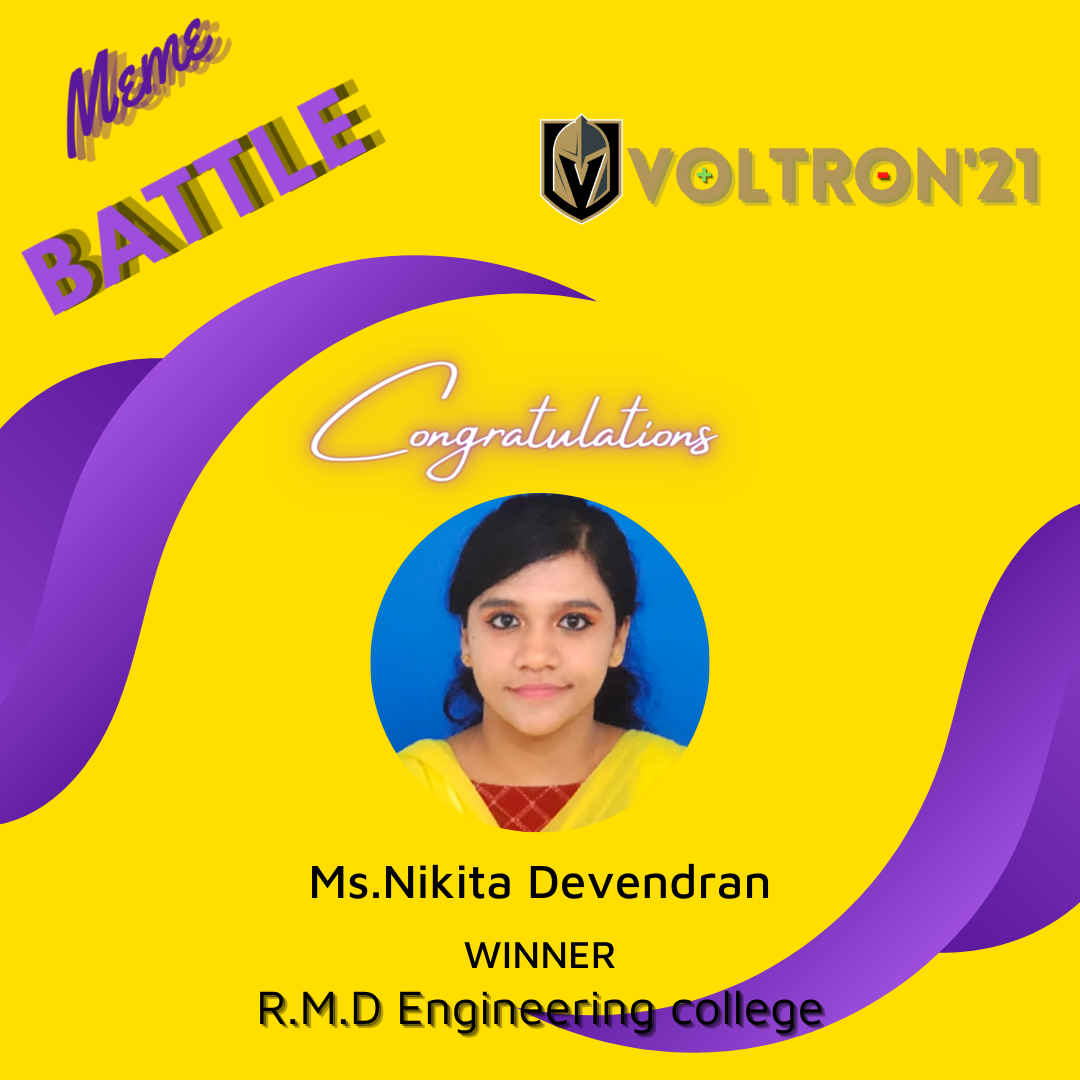 Meme
BATTLE
VOLTRON'21
Congratulations
Ms.Nikita Devendran
WINNER
R.M.D Engineering college